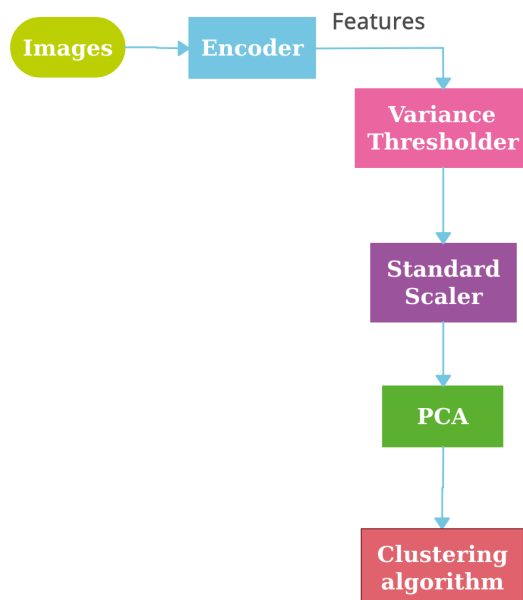 Images
Encoder
Features
Variance
Thresholder
Standard
Scaler
PCA
Clustering
algorithm